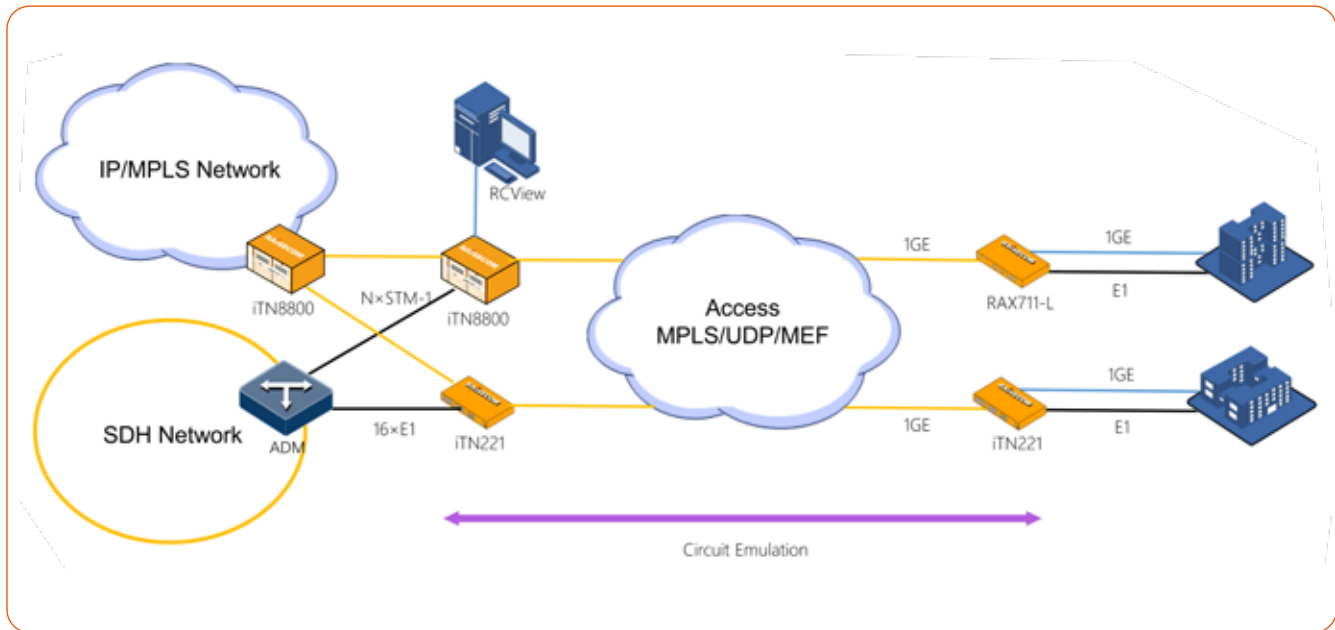 IP/MPLS Network
RCView
iTN8800
N×STM-1
iTN8800
Access
MPLS/UDP/MEF
1GE
RAX711-L
1GE
E1
SDH Network
ADM
16×E1
iTN221
1GE
iTN221
1GE
E1
Circuit Emulation